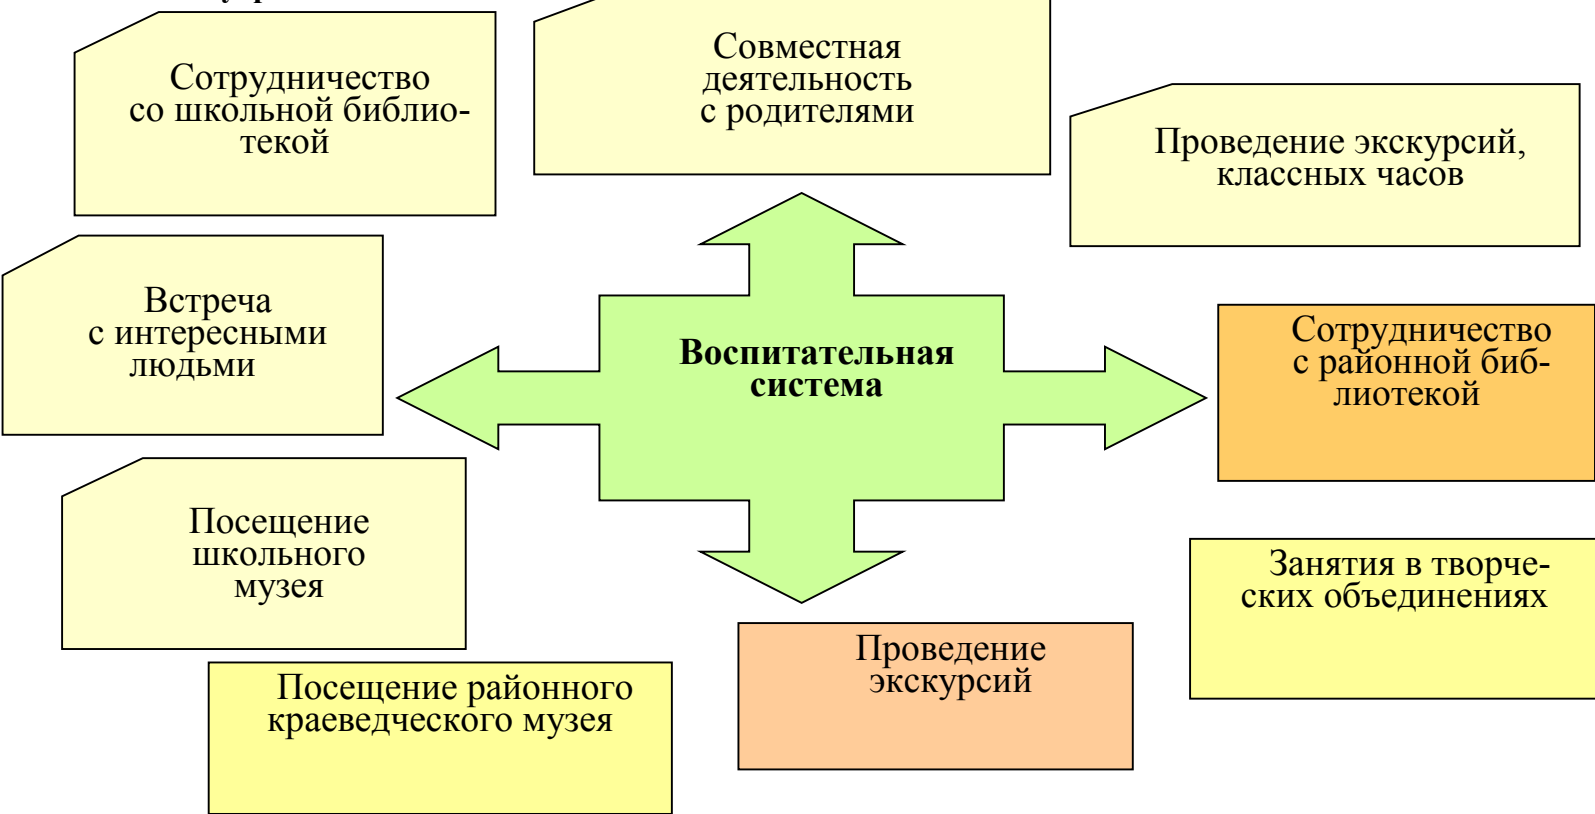 Сотрудничество
со школьной библио-
текой
Совместная
деятельность
с родителями
Проведение экскурсий,
классных часов
Встреча
с интересными
людьми
Воспитательная
система
Сотрудничество
с районной биб-
лиотекой
Посещение
школьного
музея
Занятия в творче-
ских объединениях
Проведение
экскурсий
Посещение районного
краеведческого музея